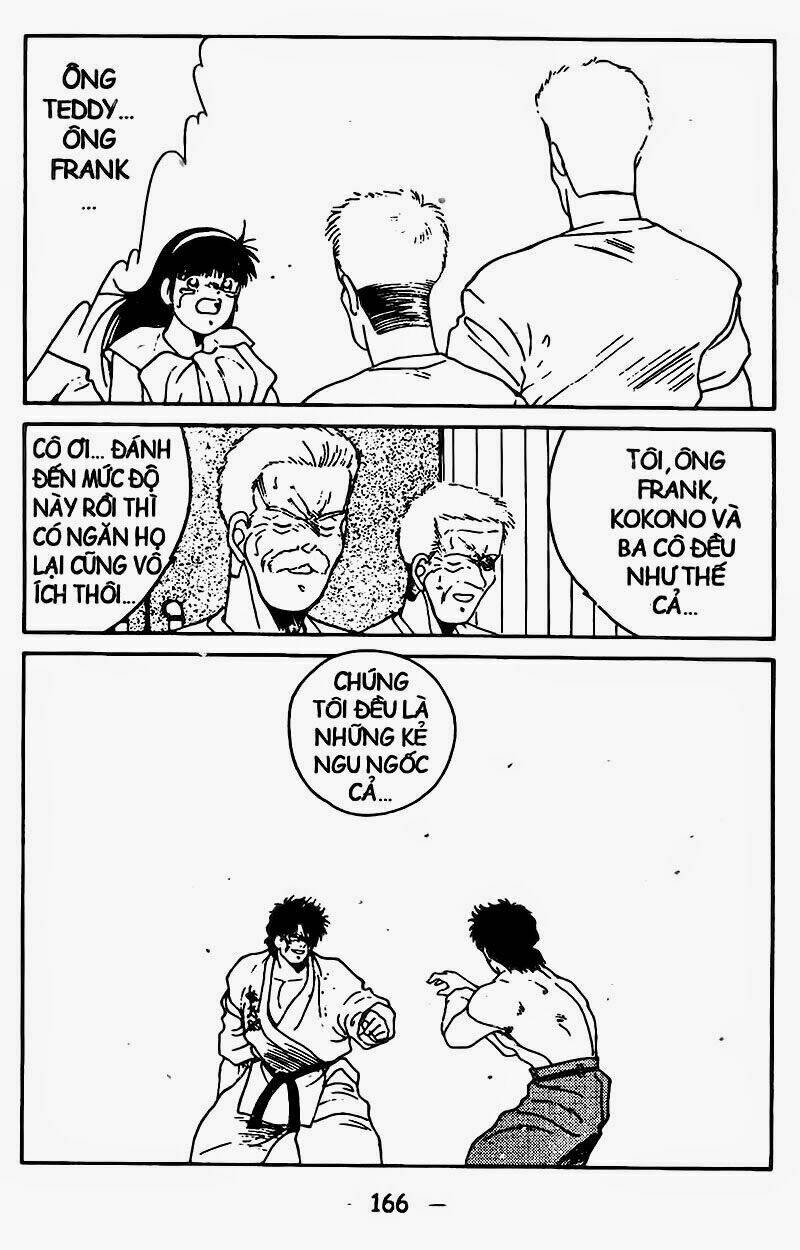 ÔNG
TEDDY...
ÔNG
FRANK
...
CÔ ƠI... ĐÁNH
ĐẾN MỨC ĐỘ
NÀY RỒI THÌ
CÓ NGĂN HỌ
LẠI CŨNG VÔ
ÍCH THÔI...
TÔI, ÔNG
FRANK,
KOKONO VÀ
BA CÔ ĐỀU
NHƯ THẾ
CẢ...
CHÚNG
TÔI ĐỀU LÀ
NHỮNG KẺ
NGU NGỐC
CẢ...
- 166 -